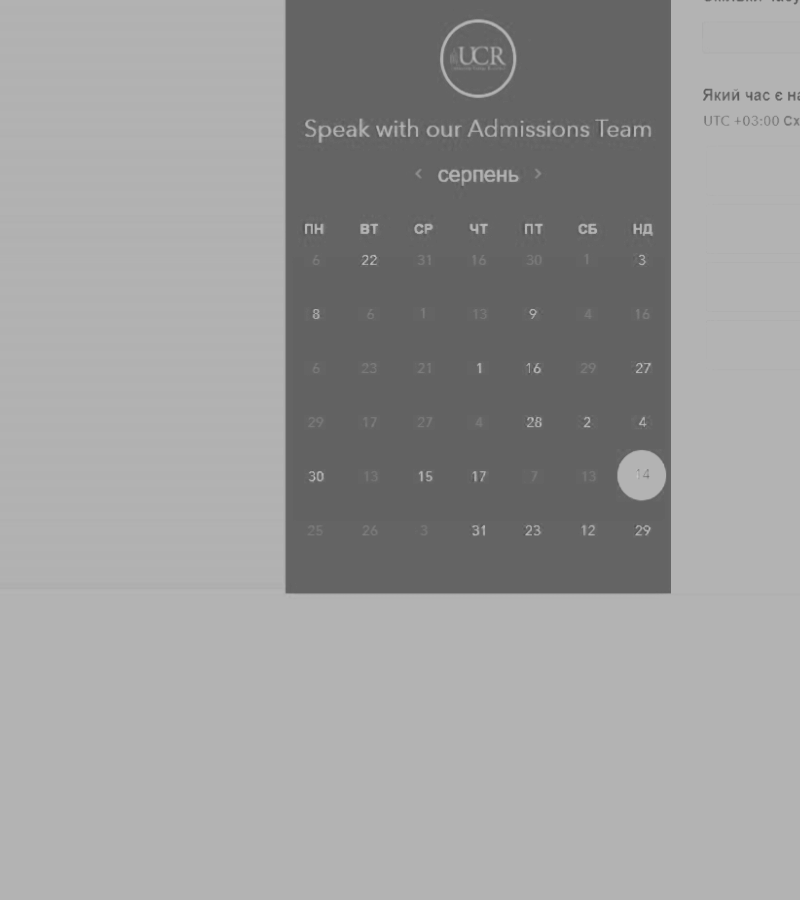 UCR
Speak with our Admissions Team
серпень
ПН ВТ СР ЧТ ПТ СБ НД
6 22 31 16 30 1 3
8 6 1 13 9 4 16
6 23 21 1 16 29 27
29 17 27 4 28 2 4
30 13 15 17 7 13 14
25 26 3 31 23 12 29
Який час є
UTC +03:00